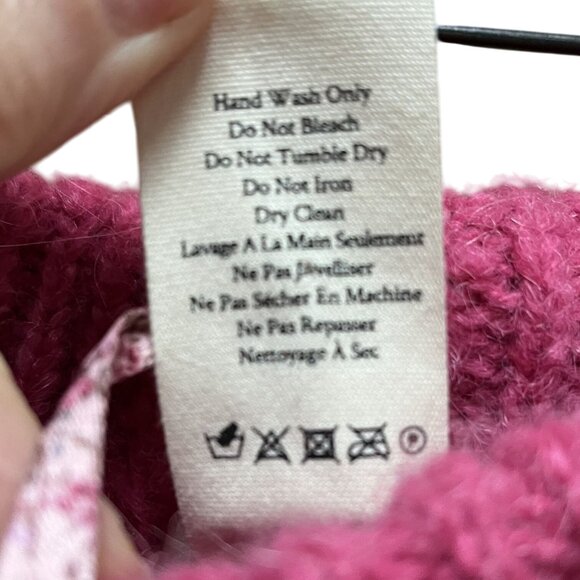 Hand Wash Only
Do Not Bleach
Do Not Tumble Dry
Do Not Iron
Dry Clean
Lavage A La Main Seulement
Ne Pas Javelliser
Ne Pas Sécher En Machine
Ne Pas Repasser
Nettoyage À Sec
P